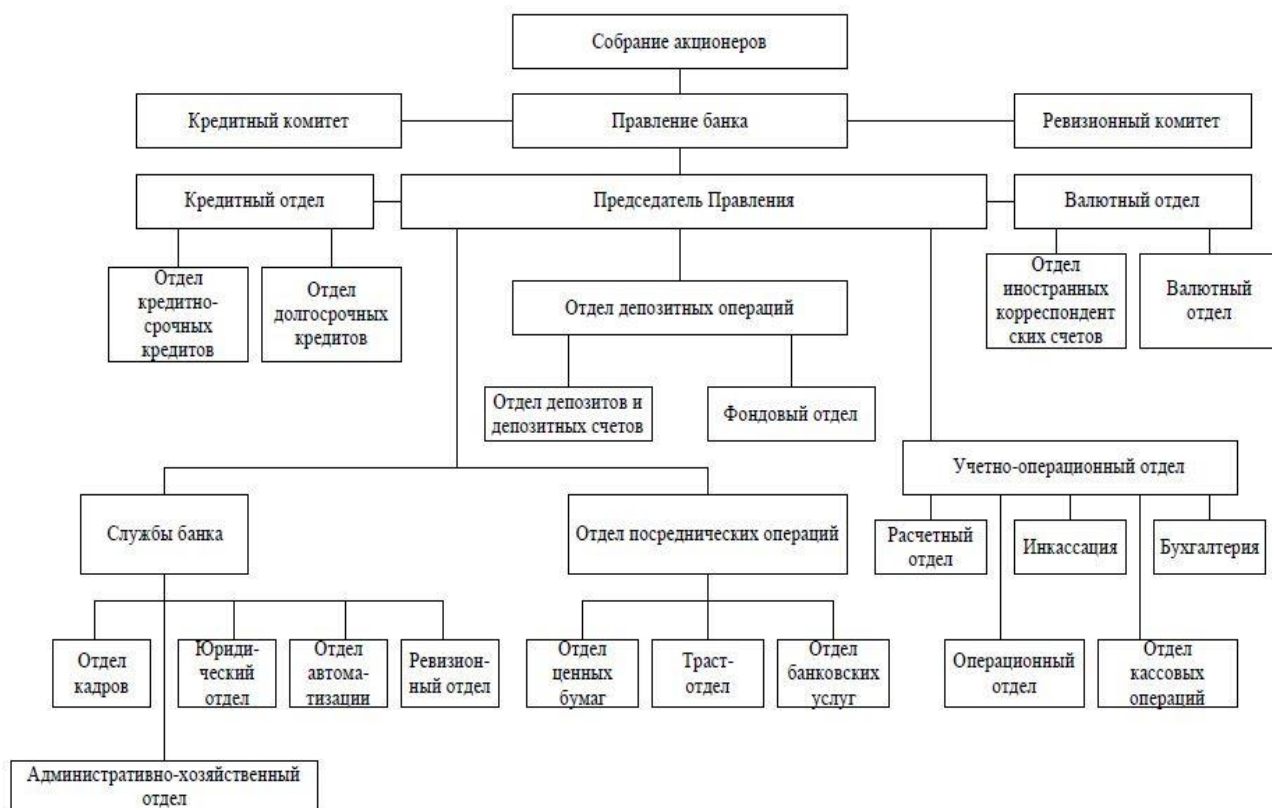 Собрание акционеров
Кредитный комитет
Правление банка
Ревизионный комитет
Кредитный отдел
Председатель Правления
Валютный отдел
Отдел
кредитно-
срочных
кредитов
Отдел
долгосрочных
кредитов
Отдел депозитных операций
Отдел
иностранных
корреспондент
ских счетов
Валютный
отдел
Отдел депозитов и
депозитных счетов
Фондовый отдел
Учетно-операционный отдел
Службы банка
Отдел посреднических операций
Расчетный
отдел
Инкассация
Бухгалтерия
Отдел
кадров
Юриди-
ческий
отдел
Отдел
автома-
тизации
Ревизион-
ный отдел
Отдел
ценных
бумаг
Траст-
отдел
Отдел
банковских
услуг
Операционный
отдел
Отдел
кассовых
операций
Административно-хозяйственный
отдел